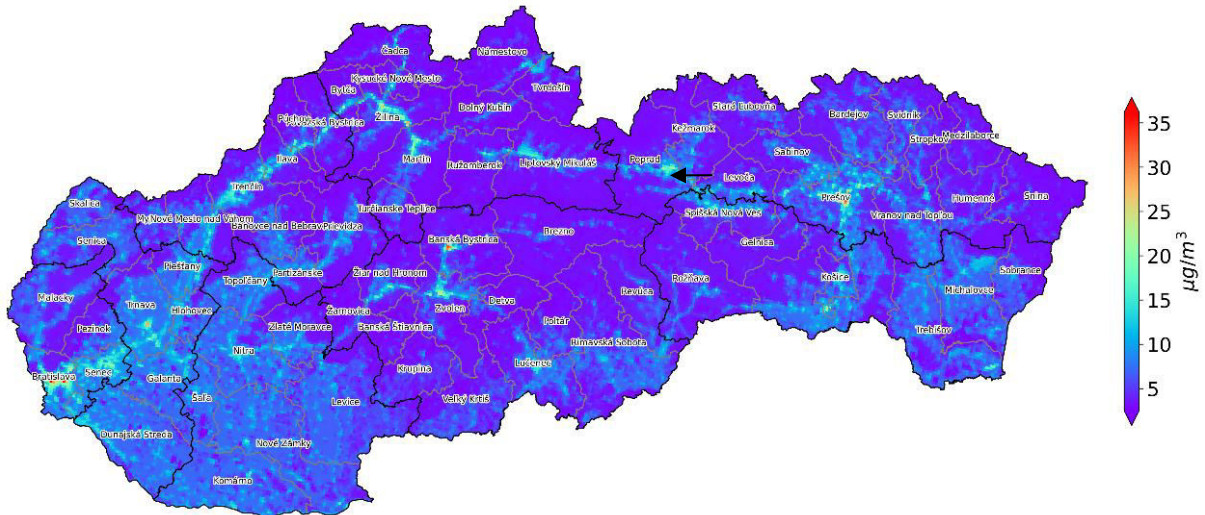 Čadca
Námestovo
Kysucké Nové Mesto
Tvrdošín
Bytča
Dolný Kubín
Stará Ľubovňa
Bardejov
Svidník
Púchov
Považská Bystrica
Žilina
Kežmarok
Stropkov
Medzilaborce
Ilava
Martin
Ružomberok
Liptovský Mikuláš
Poprad
Sabinov
Levoča
Trenčín
Prešov
Humenné
Snina
Skalica
Turčianske Teplice
Spišská Nová Ves
Vranov nad Topľou
Nové Mesto nad Váhom
Bánovce nad Bebrav
Prievidza
Brezno
Senica
Banská Bystrica
Gelnica
Piešťany
Partizánske
Žiar nad Hronom
Rožňava
Košice
Sobrance
Topoľčany
Malacky
Trnava
Hlohovec
Žarnovica
Zvolen
Detva
Revúca
Michalovce
Pezinok
Zlaté Moravce
Banská Štiavnica
Poltár
Trebišov
Nitra
Rimavská Sobota
Lučenec
Krupina
Bratislava
Senec
Galanta
Šaľa
Levice
Veľký Krtíš
Dunajská Streda
Nové Zámky
Komárno
35
30
25
20
15
10
5
µg/m³